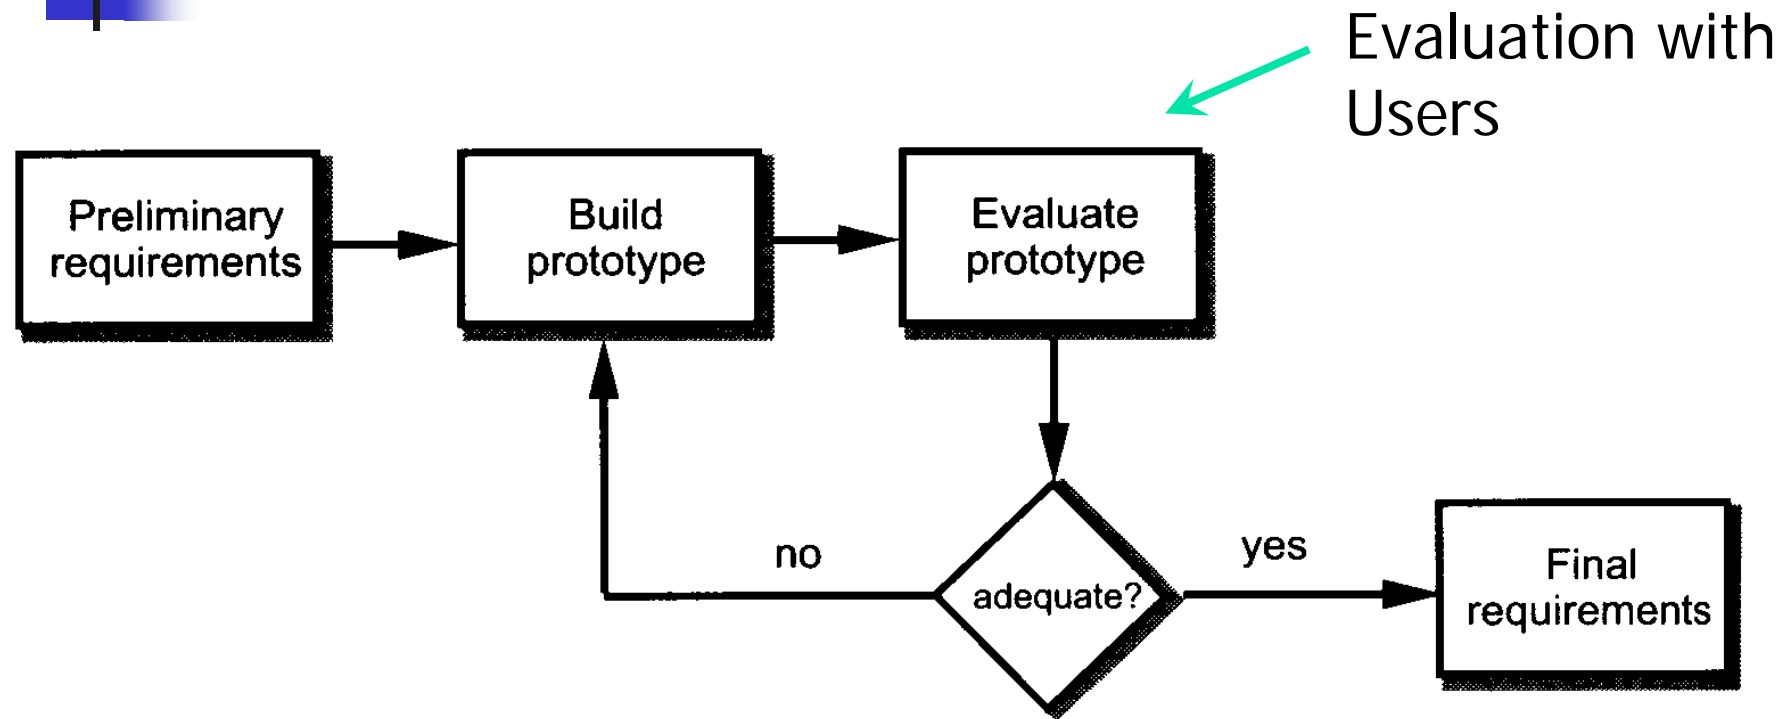 Evaluation with
Users
Preliminary
requirements
Build
prototype
Evaluate
prototype
no
adequate?
yes
Final
requirements